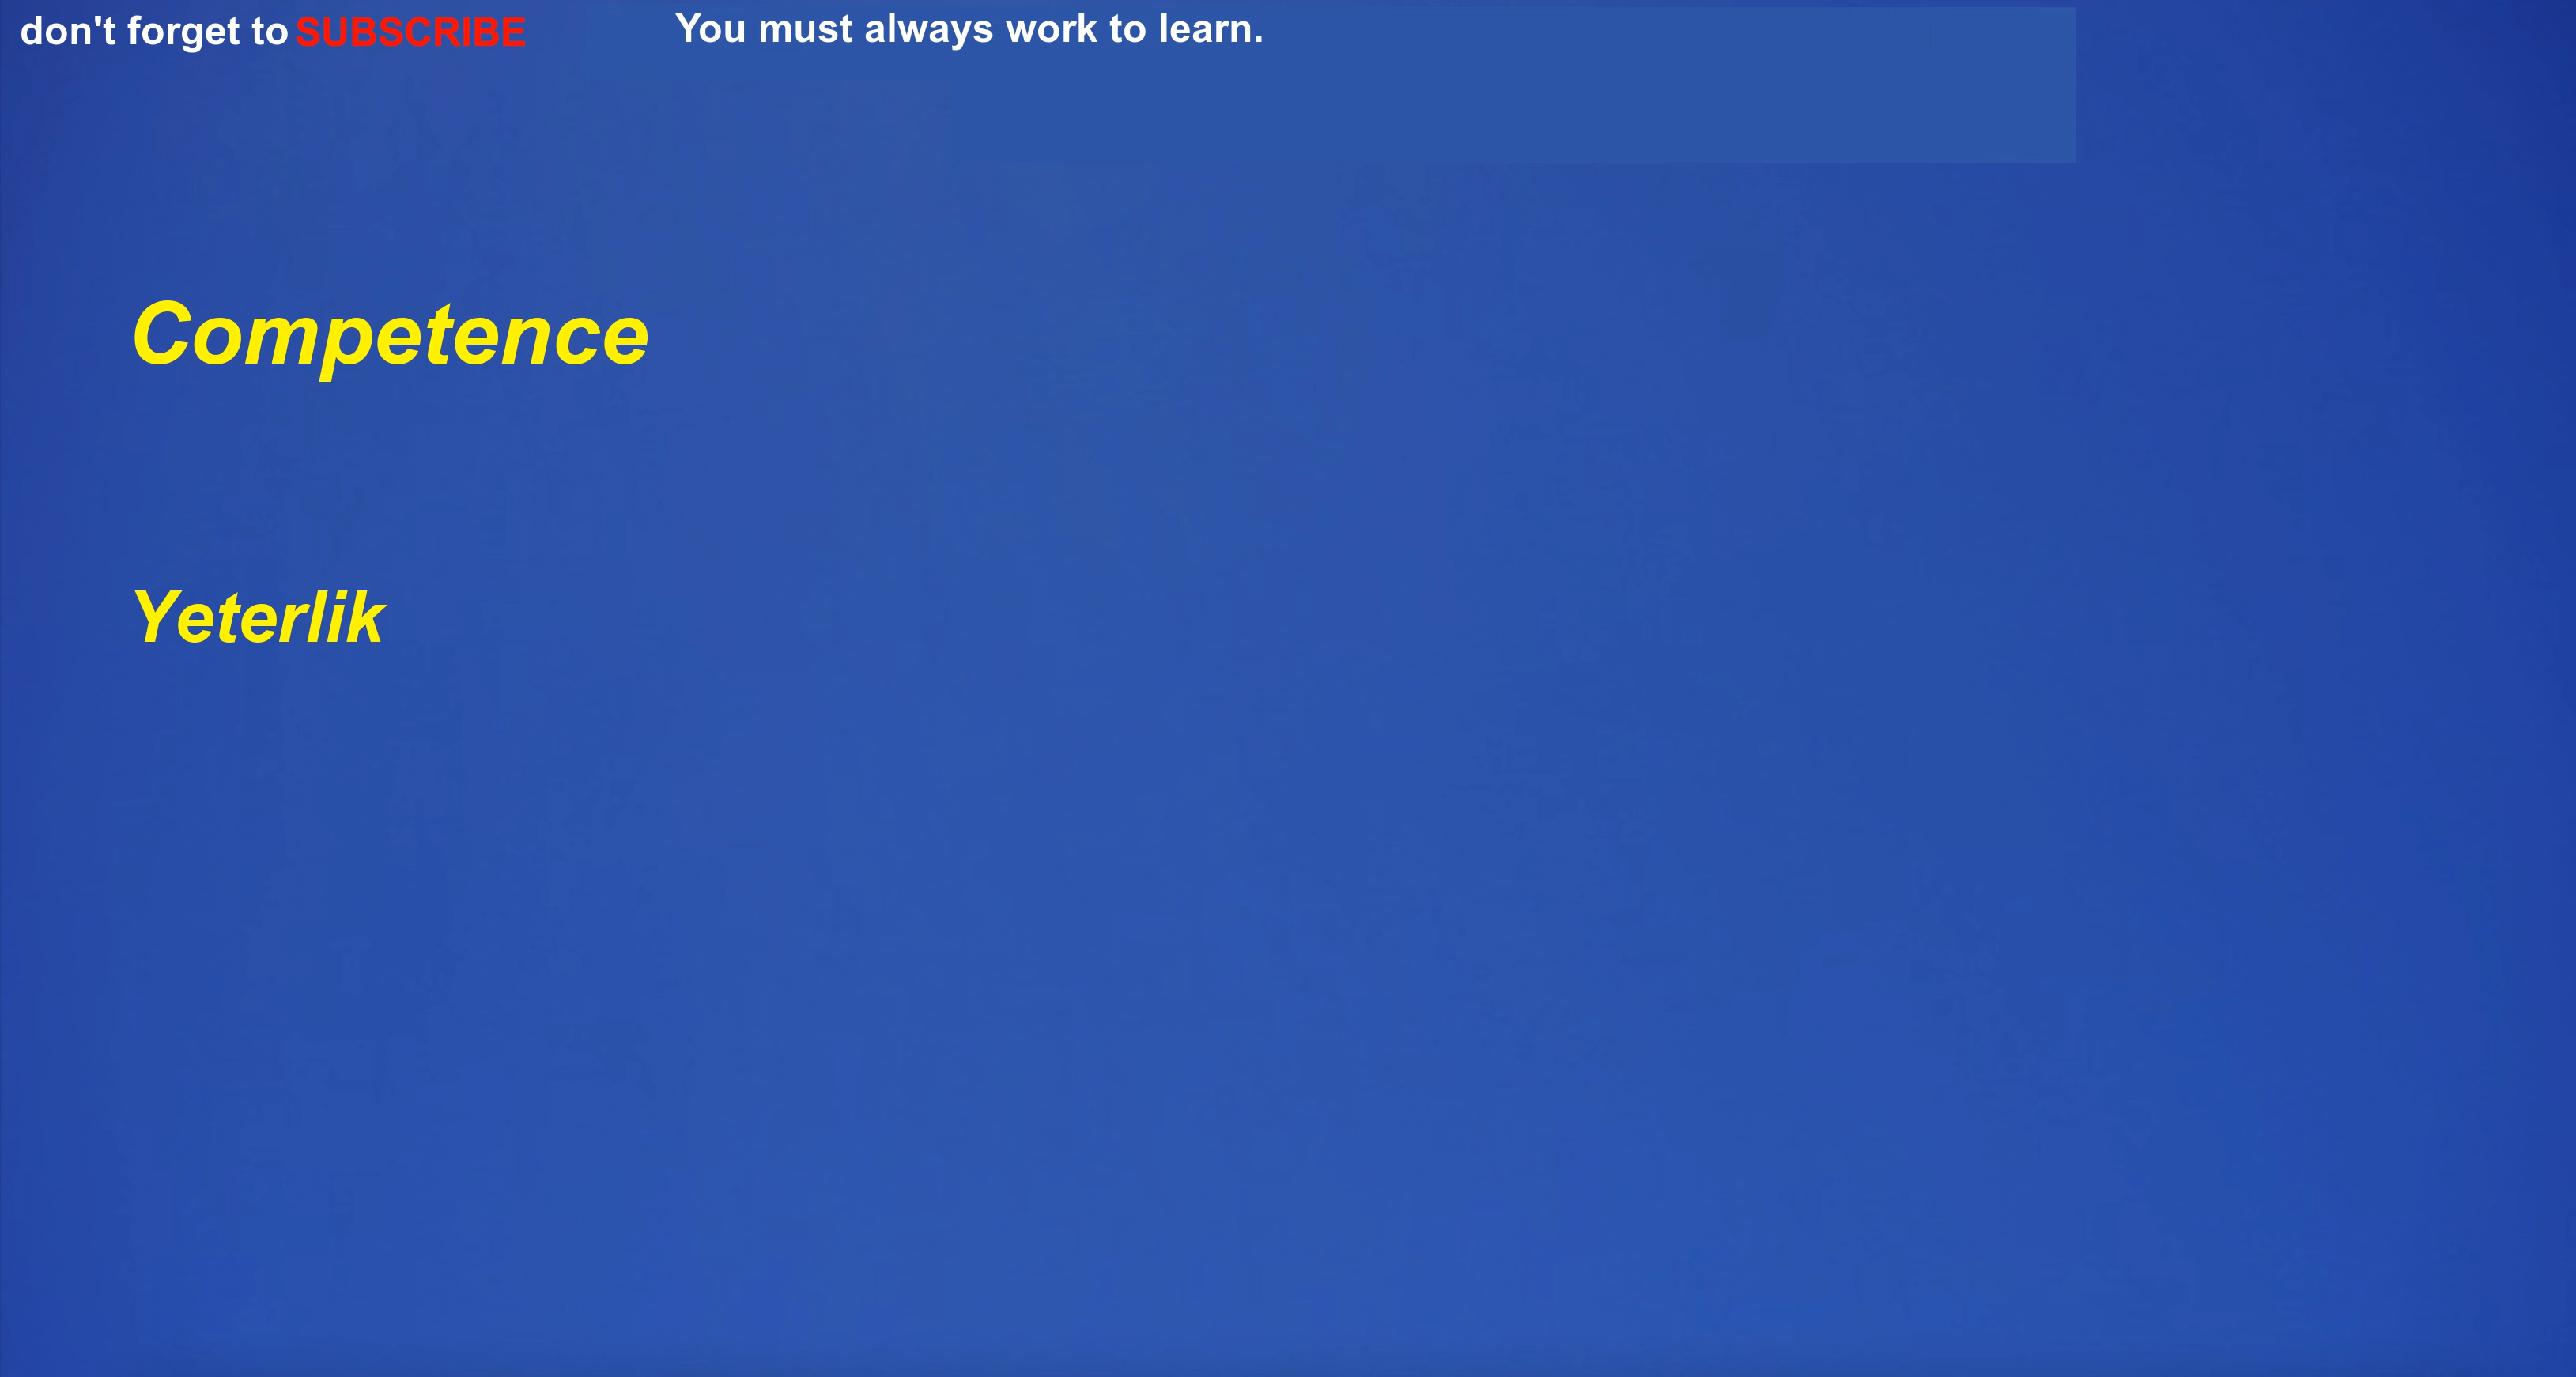 don't forget to SUBSCRIBE
You must always work to learn.
Competence
Yeterlik